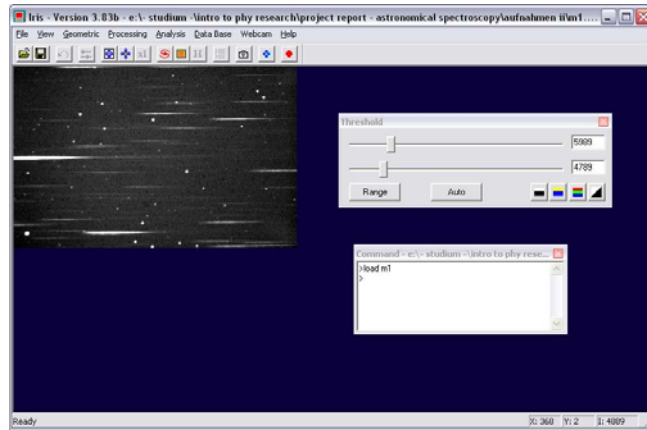 Iris - Version 3.83b - e:\- studium -\intro to phy research\project report - astronomical spectroscopy\aufnahmen ii\m1....
File View Geometric Processing Analysis Data Base Webcam Help
Threshold
5989
4789
Range Auto
Command - e:\- studium -\intro to phy rese...
>load m1
>
Ready X: 360 Y: 2 I: 4889